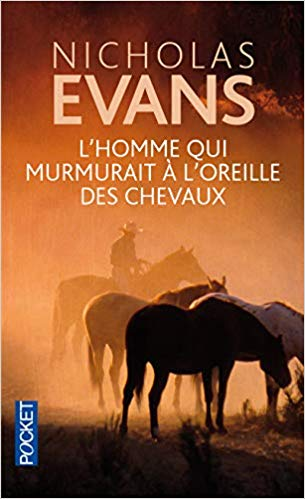 NICHOLAS
EVANS
L'HOMME QUI
MURMURAIT À L'OREILLE
DES CHEVAUX
POCKET